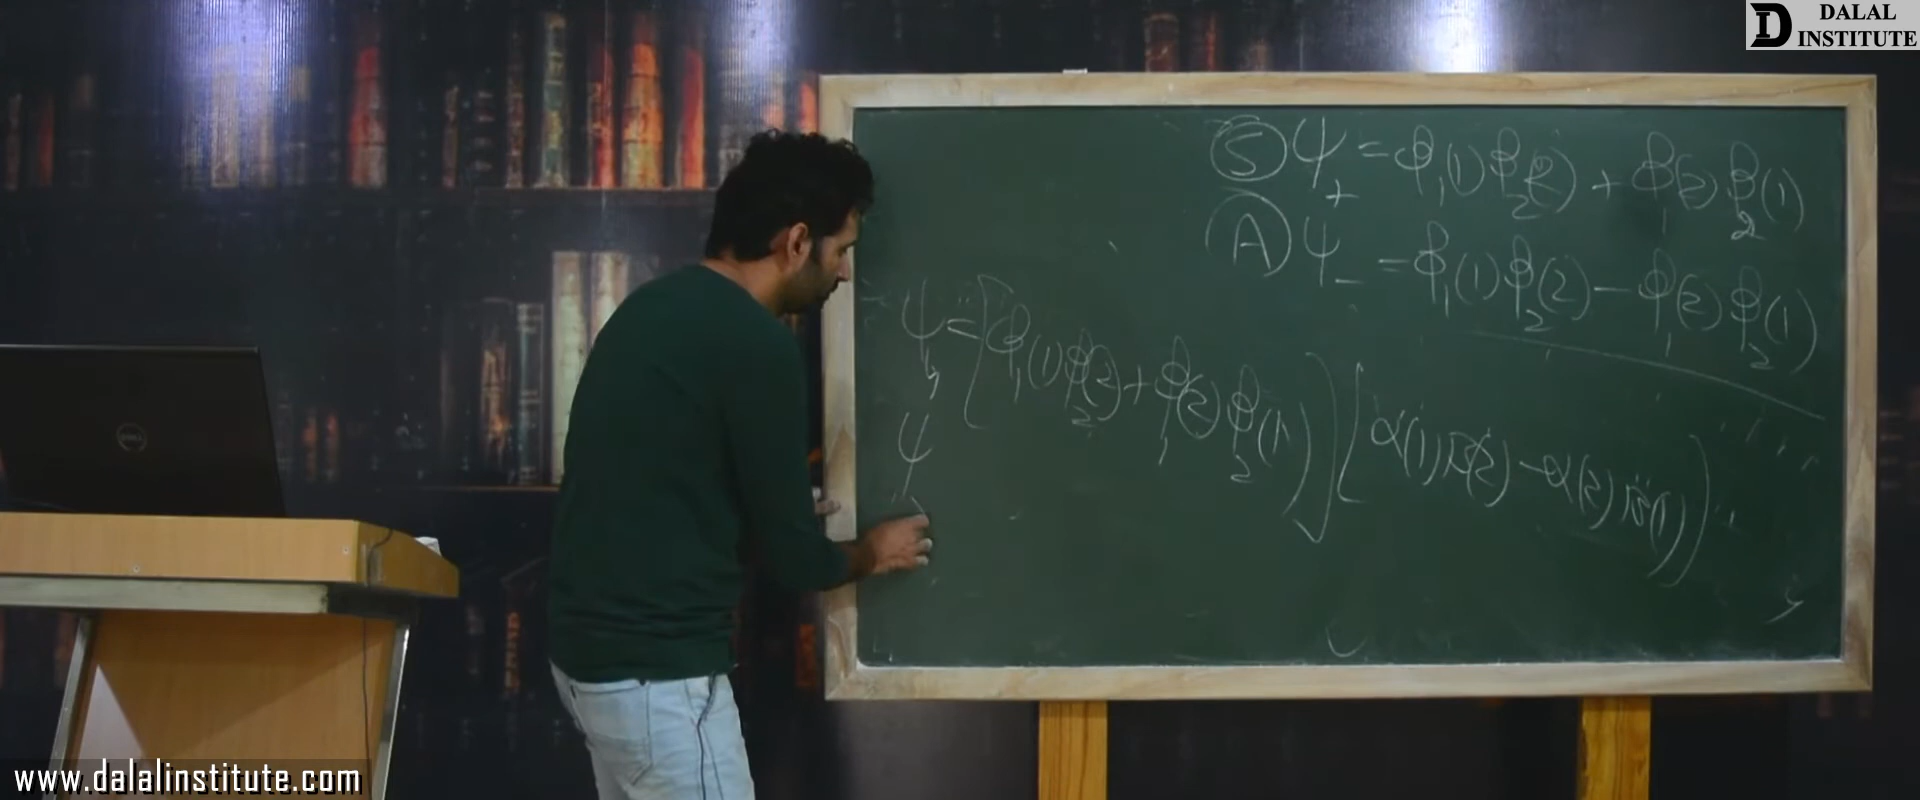 DALAL
INSTITUTE
Ⓢ Ψ₊ = φ₁(1) φ₂(2) + φ₁(2) φ₂(1)
Ⓐ Ψ₋ = φ₁(1) φ₂(2) − φ₁(2) φ₂(1)
Ψ = [φ₁(1) φ₂(2) + φ₁(2) φ₂(1)] [α(1) β(2) − α(2) β(1)]
Ψ
DELL
www.dalalinstitute.com